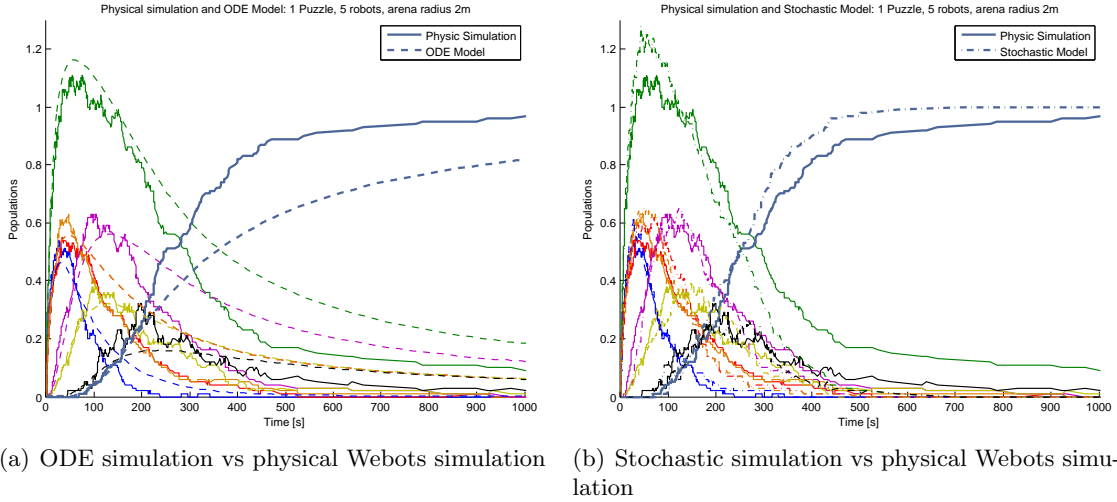 Physical simulation and ODE Model: 1 Puzzle, 5 robots, arena radius 2m
Physic Simulation
ODE Model
Populations
1.2
1
0.8
0.6
0.4
0.2
0
0 100 200 300 400 500 600 700 800 900 1000
Time [s]
(a) ODE simulation vs physical Webots simulation
Physical simulation and Stochastic Model: 1 Puzzle, 5 robots, arena radius 2m
Physic Simulation
Stochastic Model
Populations
1.2
1
0.8
0.6
0.4
0.2
0
0 100 200 300 400 500 600 700 800 900 1000
Time [s]
(b) Stochastic simulation vs physical Webots simu-
lation